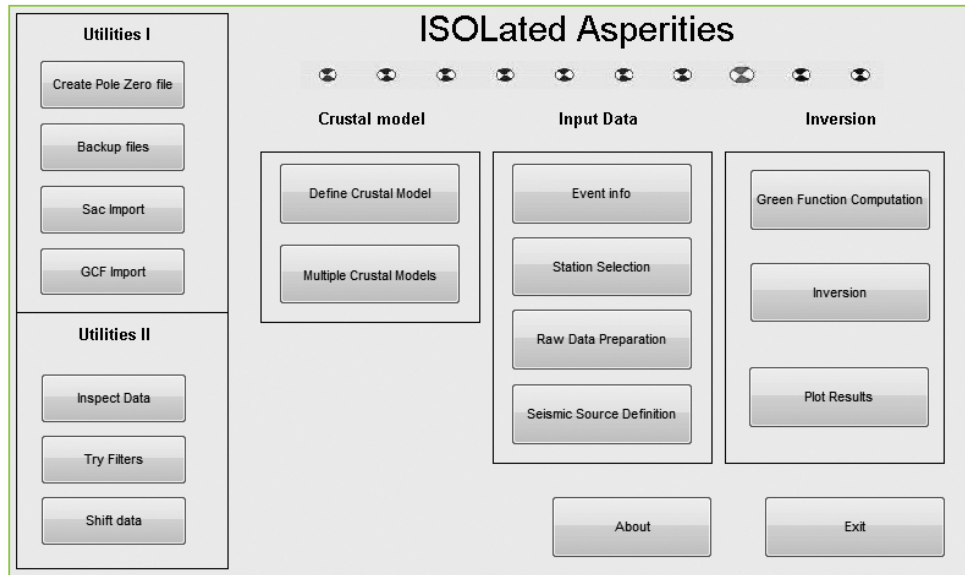 ISOLated Asperities
Utilities I
Create Pole Zero file
Backup files
Sac Import
GCF Import
Utilities II
Inspect Data
Try Filters
Shift data
Crustal model
Define Crustal Model
Multiple Crustal Models
Input Data
Event info
Station Selection
Raw Data Preparation
Seismic Source Definition
Inversion
Green Function Computation
Inversion
Plot Results
About
Exit